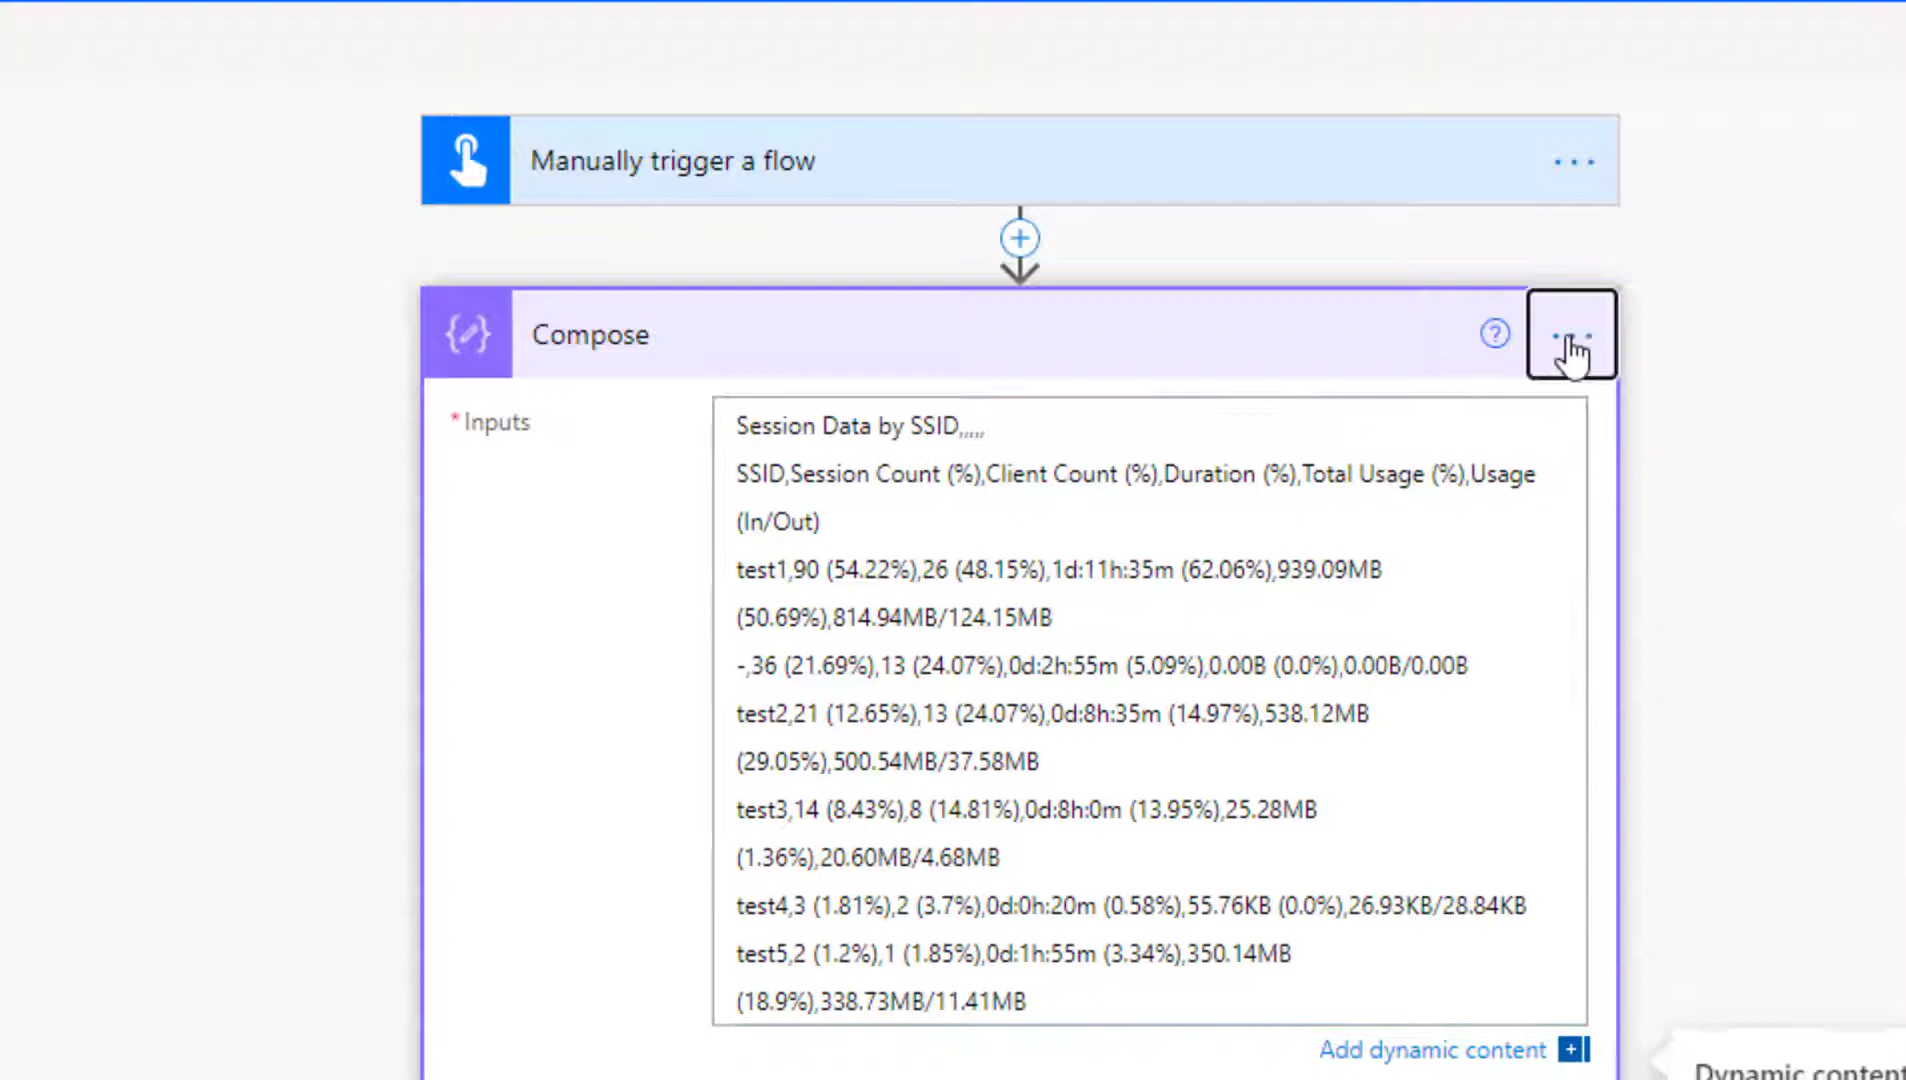 Manually trigger a flow
Compose
* Inputs
Session Data by SSID,,,,,
SSID,Session Count (%),Client Count (%),Duration (%),Total Usage (%),Usage
(In/Out)
test1,90 (54.22%),26 (48.15%),1d:11h:35m (62.06%),939.09MB
(50.69%),814.94MB/124.15MB
-,36 (21.69%),13 (24.07%),0d:2h:55m (5.09%),0.00B (0.0%),0.00B/0.00B
test2,21 (12.65%),13 (24.07%),0d:8h:35m (14.97%),538.12MB
(29.05%),500.54MB/37.58MB
test3,14 (8.43%),8 (14.81%),0d:8h:0m (13.95%),25.28MB
(1.36%),20.60MB/4.68MB
test4,3 (1.81%),2 (3.7%),0d:0h:20m (0.58%),55.76KB (0.0%),26.93KB/28.84KB
test5,2 (1.2%),1 (1.85%),0d:1h:55m (3.34%),350.14MB
(18.9%),338.73MB/11.41MB
Add dynamic content
Dynamic content